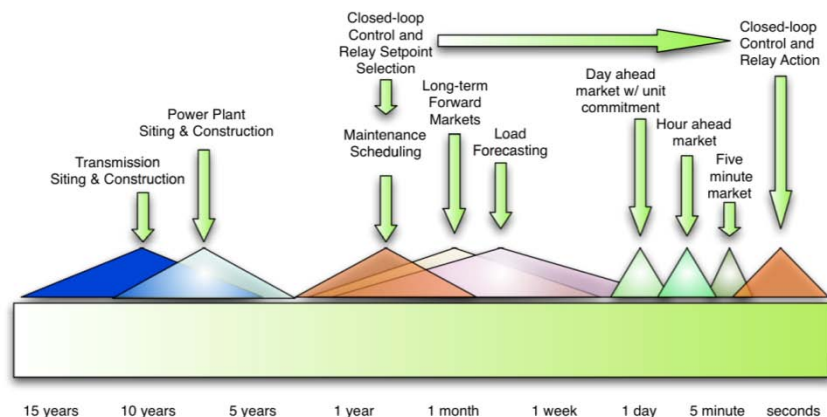 Closed-loop
Control and
Relay Setpoint
Selection
Closed-loop
Control and
Relay Action
Power Plant
Siting & Construction
Transmission
Siting & Construction
Maintenance
Scheduling
Long-term
Forward
Markets
Load
Forecasting
Day ahead
market w/ unit
commitment
Hour ahead
market
Five
minute
market
15 years
10 years
5 years
1 year
1 month
1 week
1 day
5 minute
seconds